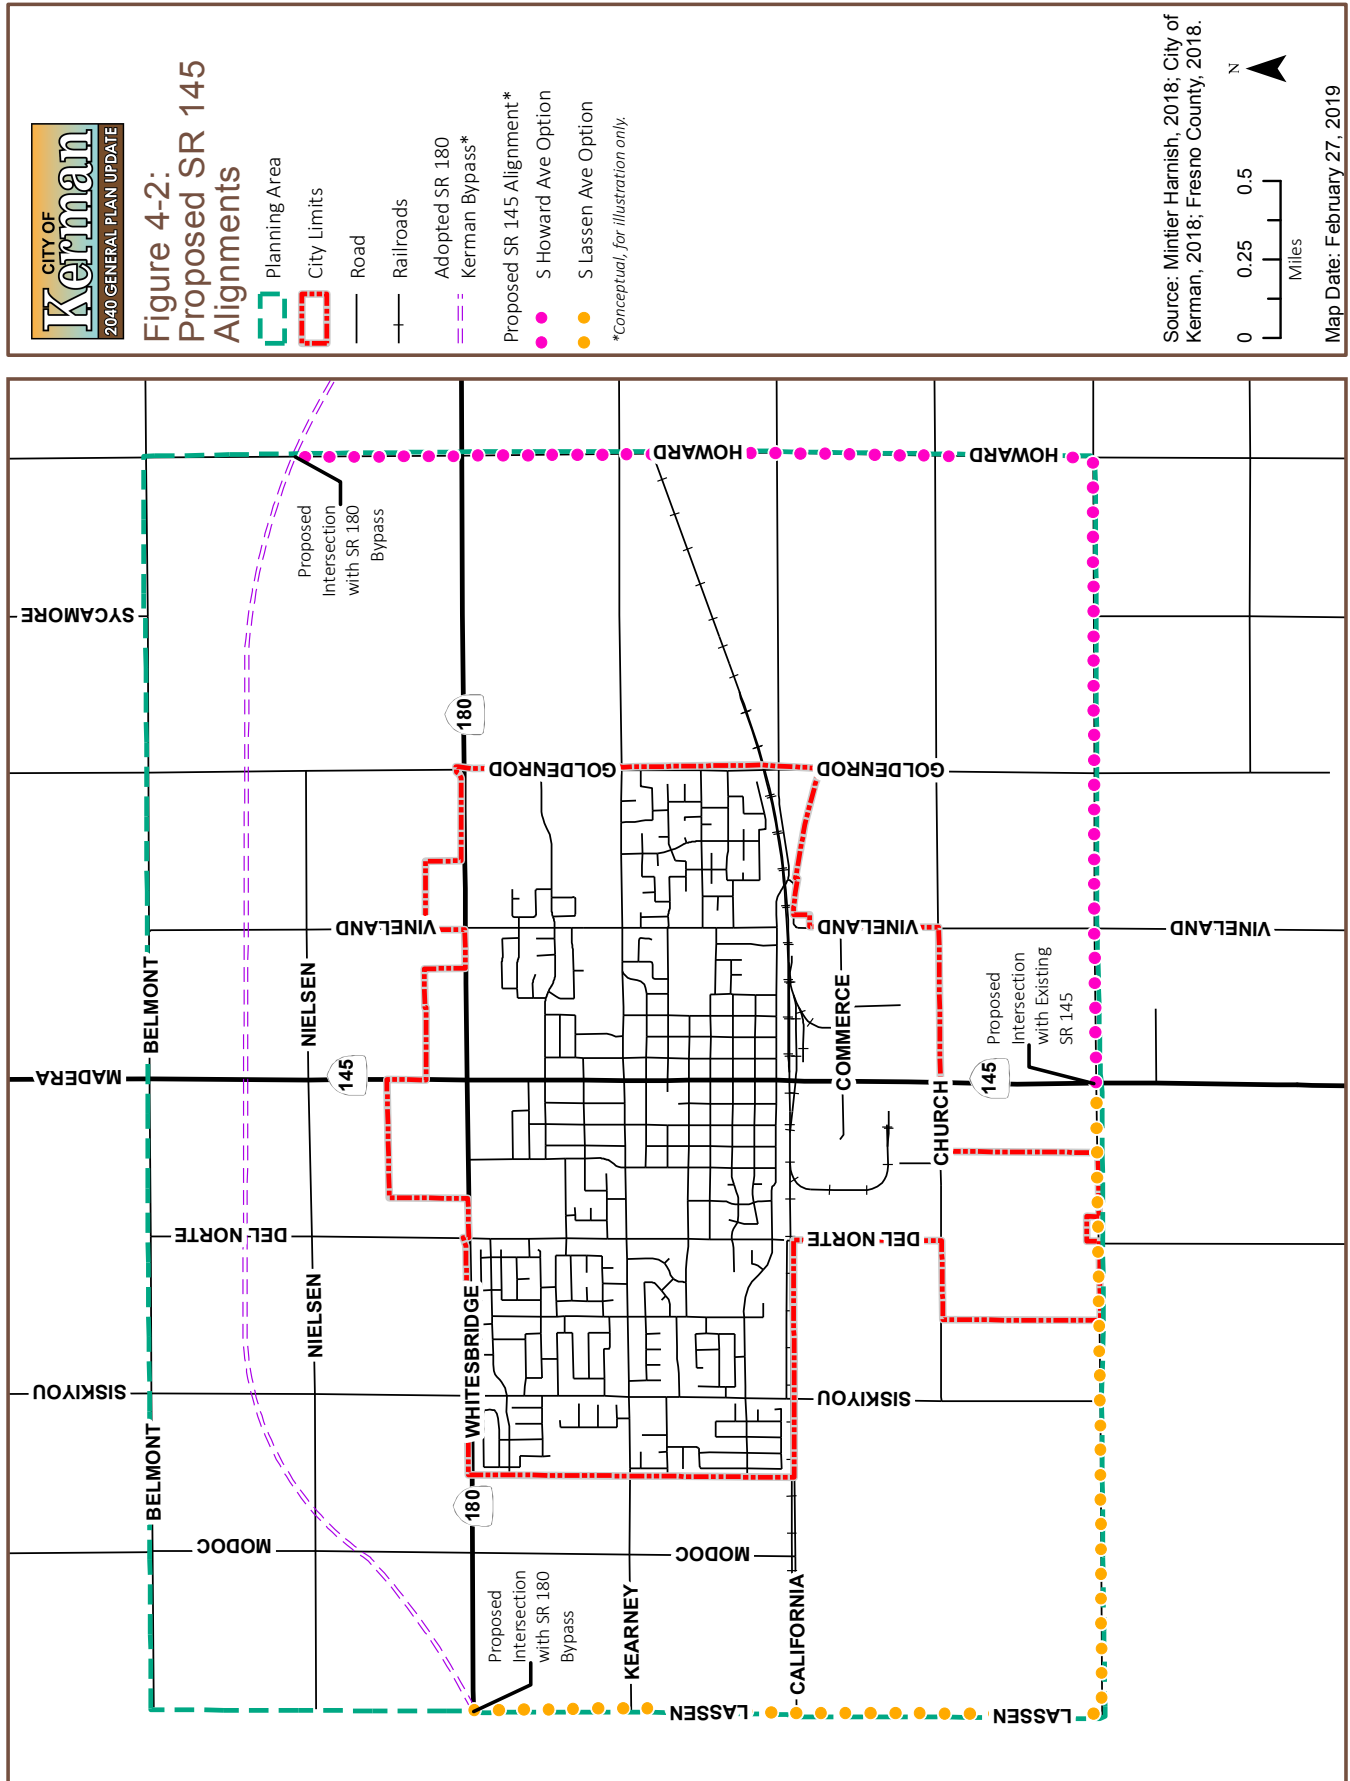 CITY OF
Kerman
2040 GENERAL PLAN UPDATE
Figure 4-2:
Proposed SR 145
Alignments
Planning Area
City Limits
Road
Railroads
Adopted SR 180
Kerman Bypass*
Proposed SR 145 Alignment*
S Howard Ave Option
S Lassen Ave Option
*Conceptual, for illustration only.
Source: Mintier Harnish, 2018; City of
Kerman, 2018; Fresno County, 2018.
N
0 0.25 0.5
Miles
Map Date: February 27, 2019
SISKIYOU
MADERA
SYCAMORE
BELMONT
BELMONT
MODOC
DEL NORTE
NIELSEN
NIELSEN
145
VINELAND
Proposed
Intersection
with SR 180
Bypass
180
WHITESBRIDGE
180
GOLDENROD
Proposed
Intersection
with SR 180
Bypass
KEARNEY
LASSEN
MODOC
HOWARD
CALIFORNIA
SISKIYOU
DEL NORTE
COMMERCE
VINELAND
GOLDENROD
CHURCH
145
LASSEN
HOWARD
Proposed
Intersection
with Existing
SR 145
VINELAND